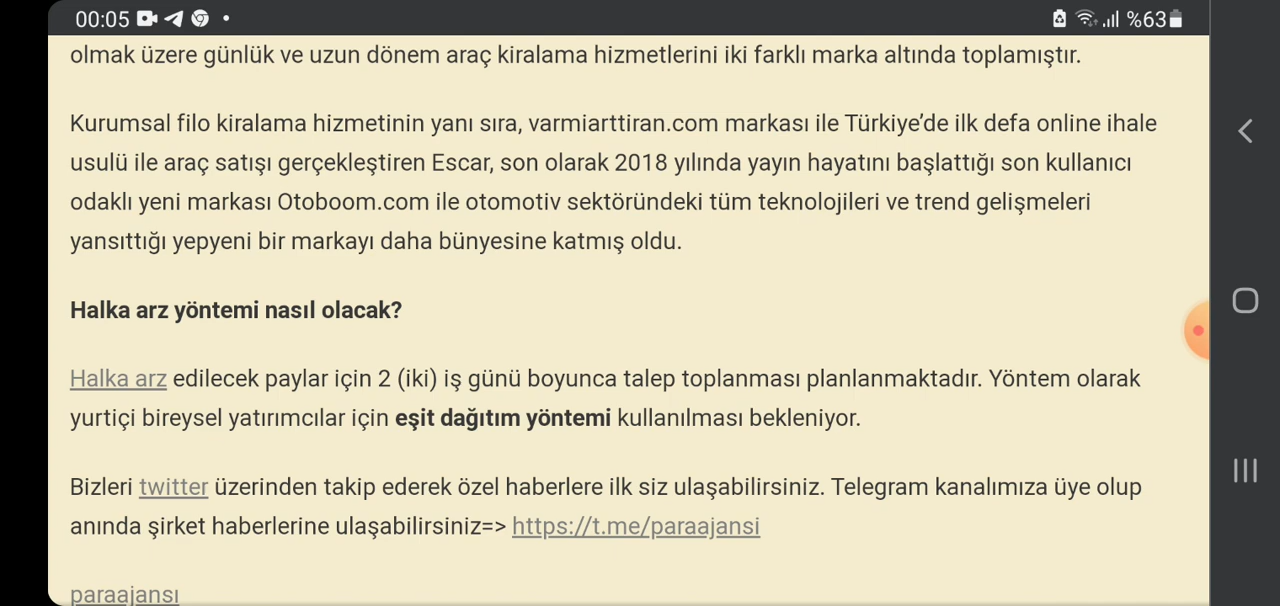 00:05
%63
olmak üzere günlük ve uzun dönem araç kiralama hizmetlerini iki farklı marka altında toplamıştır.
Kurumsal filo kiralama hizmetinin yanı sıra, varmiarttiran.com markası ile Türkiye’de ilk defa online ihale
usulü ile araç satışı gerçekleştiren Escar, son olarak 2018 yılında yayın hayatını başlattığı son kullanıcı
odaklı yeni markası Otoboom.com ile otomotiv sektöründeki tüm teknolojileri ve trend gelişmeleri
yansıttığı yepyeni bir markayı daha bünyesine katmış oldu.
Halka arz yöntemi nasıl olacak?
Halka arz edilecek paylar için 2 (iki) iş günü boyunca talep toplanması planlanmaktadır. Yöntem olarak
yurtiçi bireysel yatırımcılar için eşit dağıtım yöntemi kullanılması bekleniyor.
Bizleri twitter üzerinden takip ederek özel haberlere ilk siz ulaşabilirsiniz. Telegram kanalımıza üye olup
anında şirket haberlerine ulaşabilirsiniz=> https://t.me/paraajansi
paraajansı